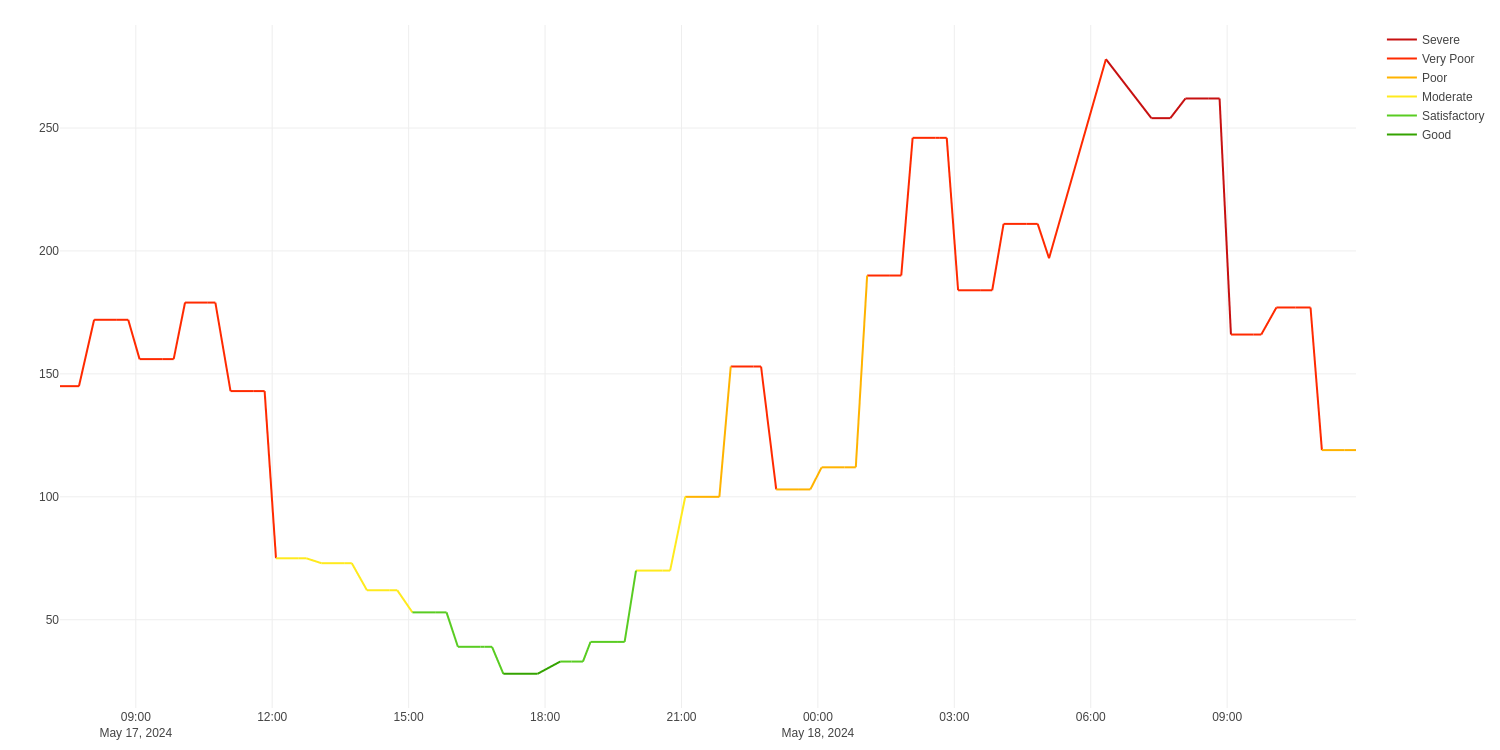 250
200
150
100
50
09:00
12:00
15:00
18:00
21:00
00:00
03:00
06:00
09:00
May 17, 2024
May 18, 2024
Severe
Very Poor
Poor
Moderate
Satisfactory
Good